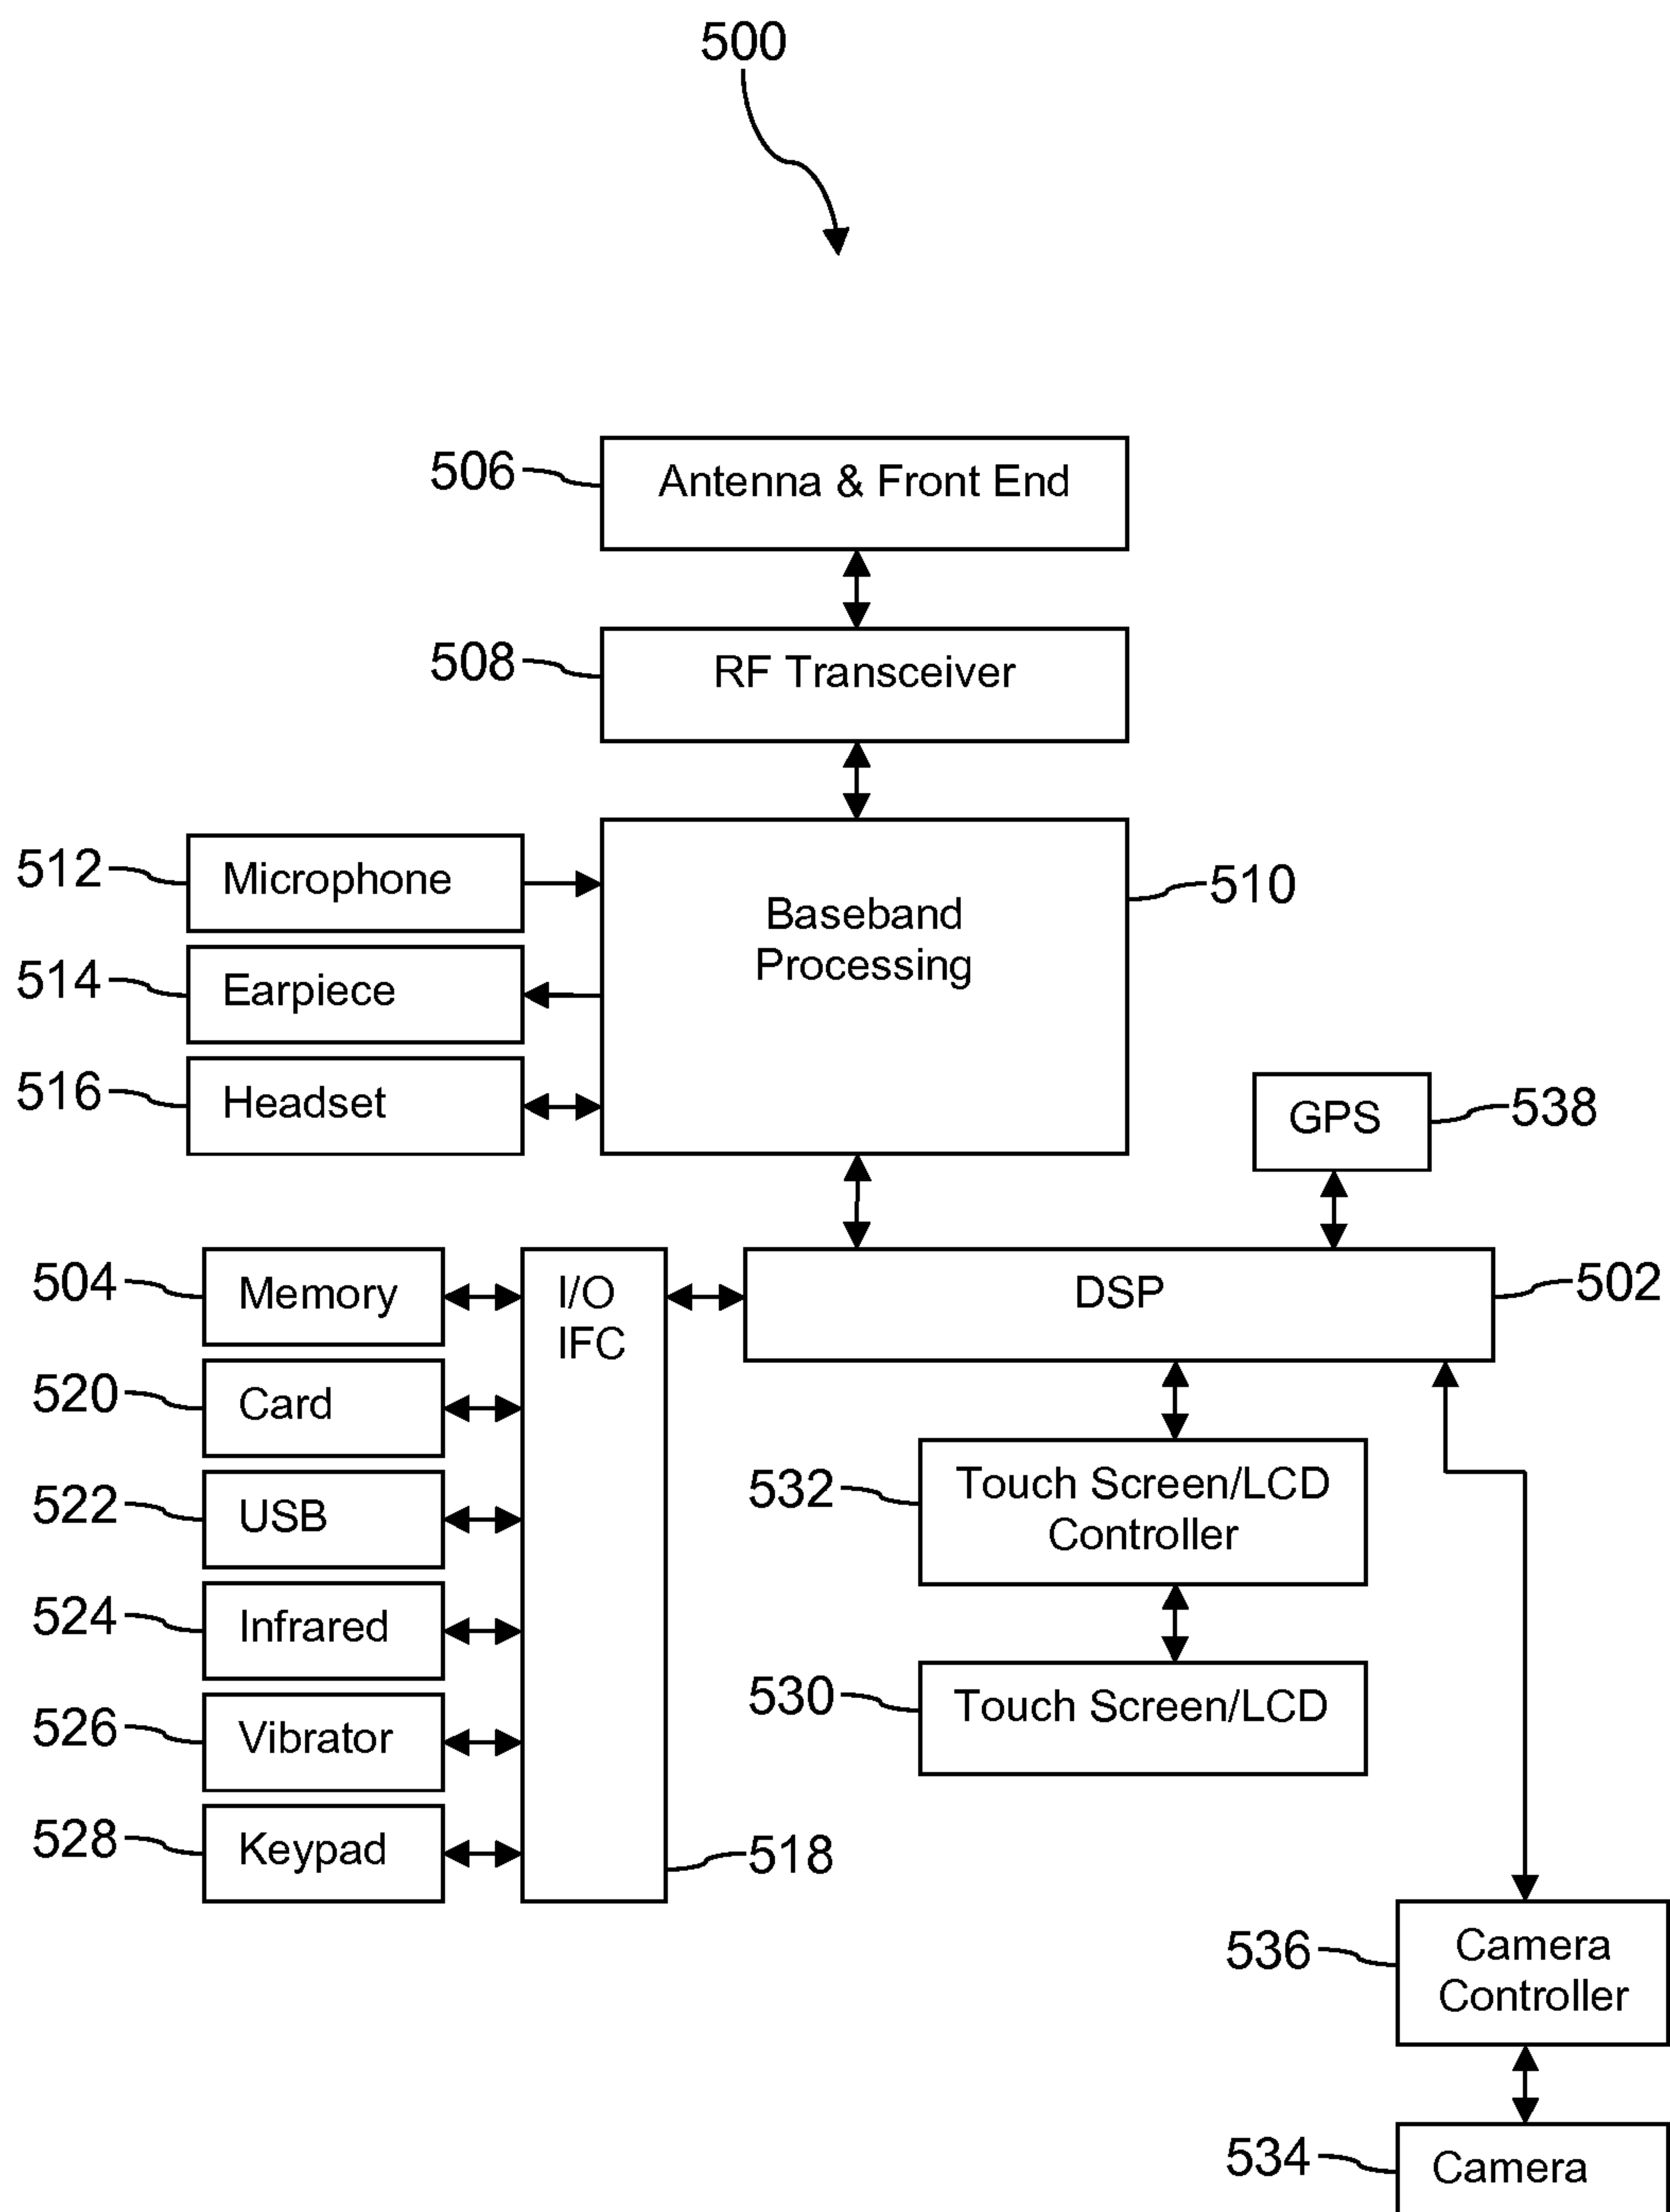 500
506
Antenna & Front End
508
RF Transceiver
512
Microphone
Baseband
Processing
510
514
Earpiece
516
Headset
GPS
538
504
Memory
I/O
IFC
DSP
502
520
Card
522
USB
532
Touch Screen/LCD
Controller
524
Infrared
526
Vibrator
530
Touch Screen/LCD
528
Keypad
518
536
Camera
Controller
534
Camera